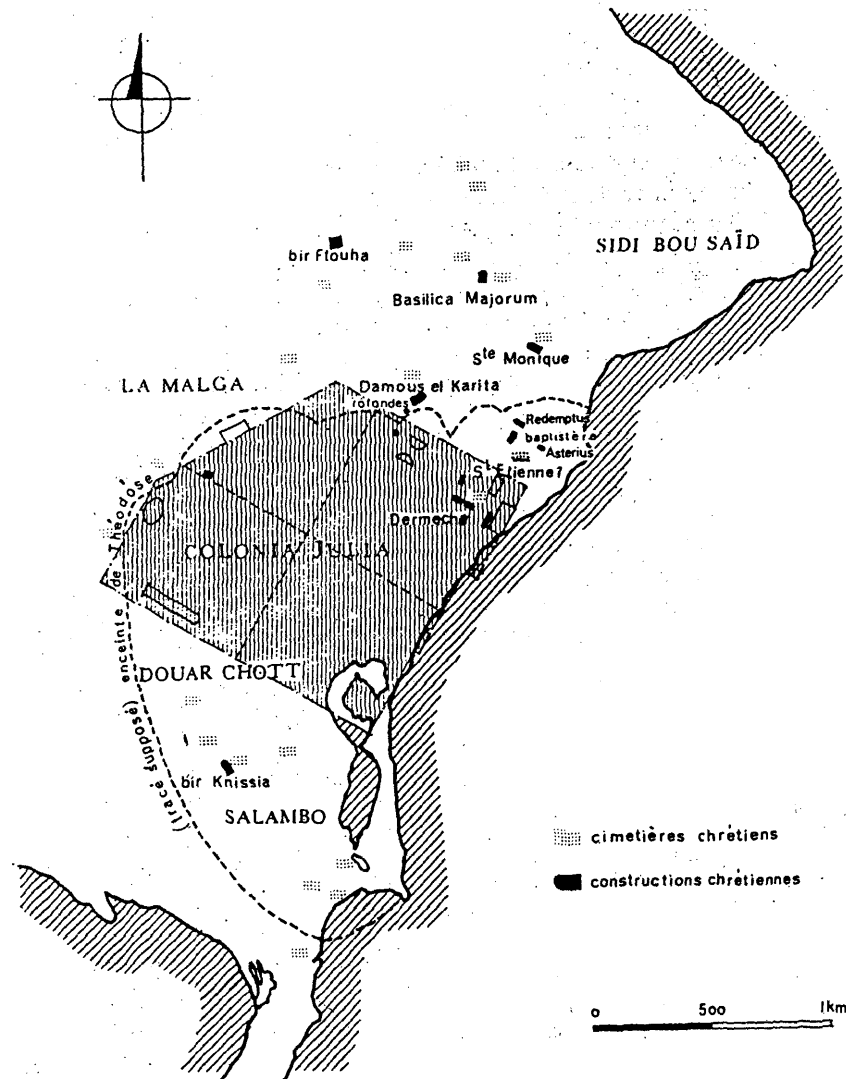 SIDI BOU SAÏD
bir Ftouha
Basilica Majorum
Ste Monique
LA MALGA
Damous el Karita
rotondes
Redemptus
baptistère
Asterius
St Etienne?
Dermech
COLONIA JULIA
enceinte de Théodose
(tracé supposé)
DOUAR CHOTT
bir Knissia
SALAMBO
cimetières chrétiens
constructions chrétiennes
0 500 1km